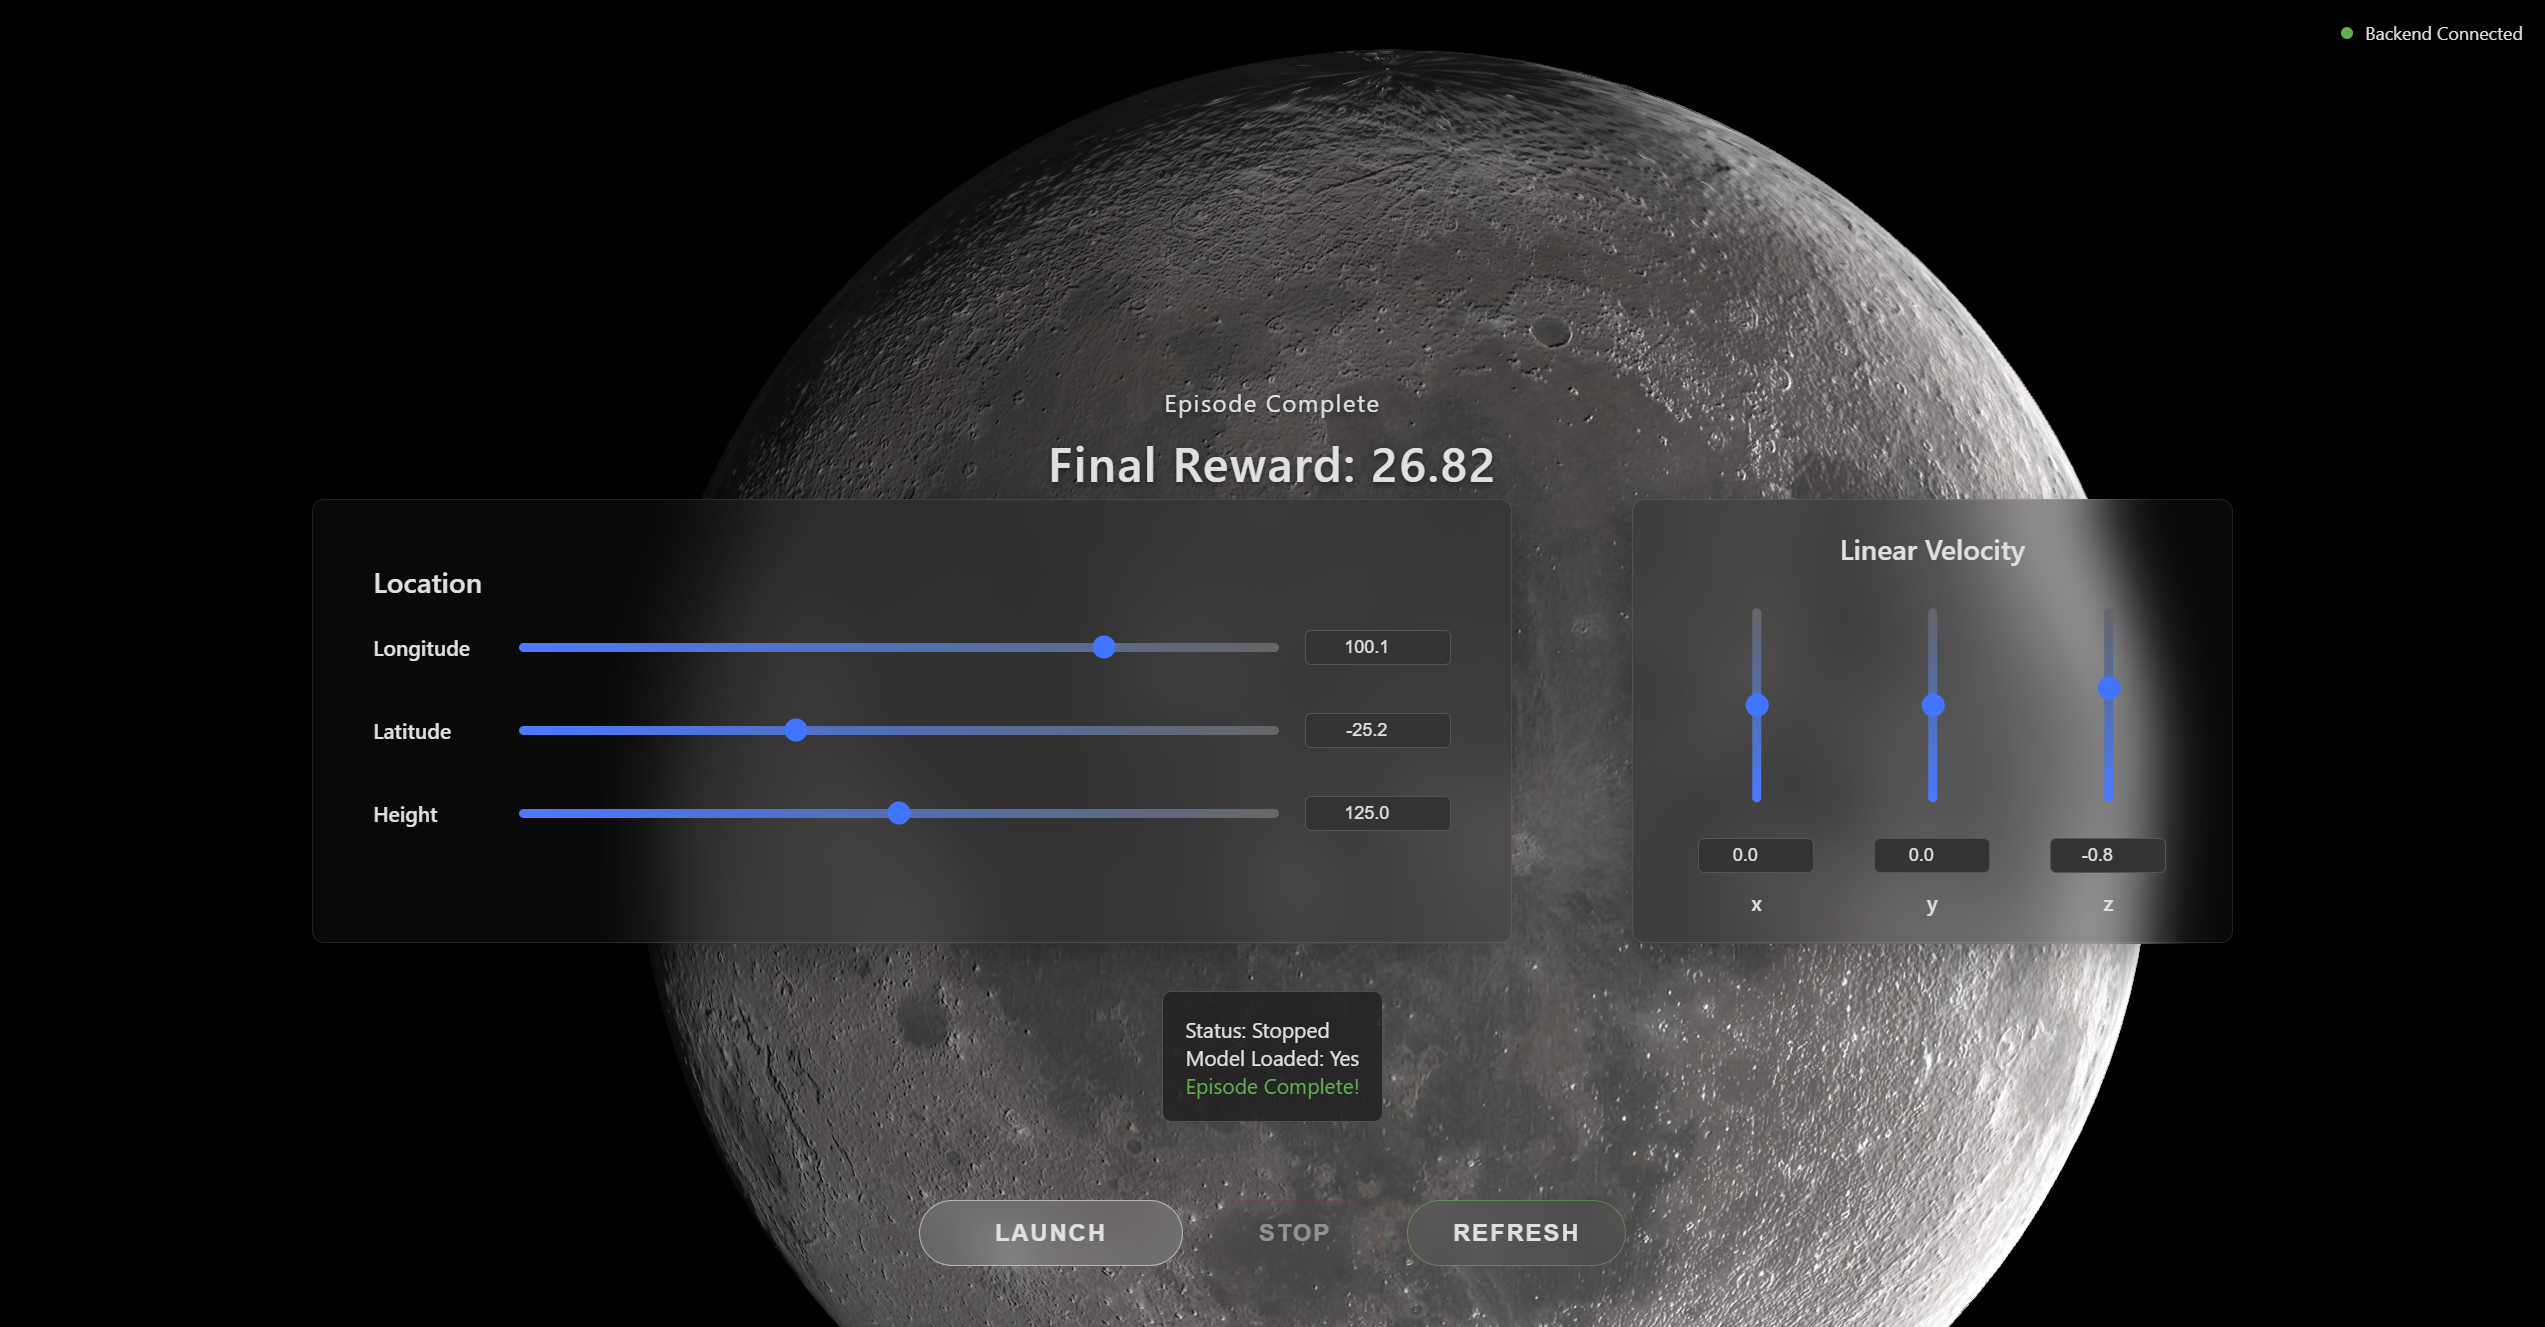 Backend Connected
Episode Complete
Final Reward: 26.82
Location
Longitude 100.1
Latitude -25.2
Height 125.0
Linear Velocity
0.0 0.0 -0.8
x y z
Status: Stopped
Model Loaded: Yes
Episode Complete!
LAUNCH STOP REFRESH